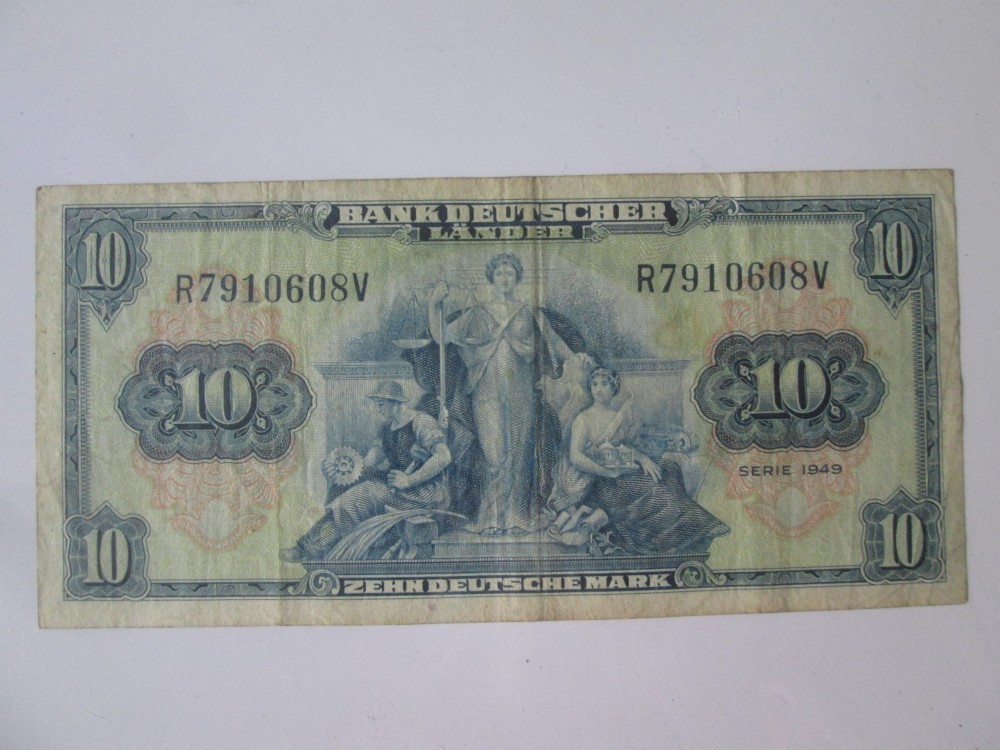 BANK DEUTSCHER
LÄNDER
10
10
R7910608V
R7910608V
10
10
SERIE 1949
10
10
ZEHN DEUTSCHE MARK